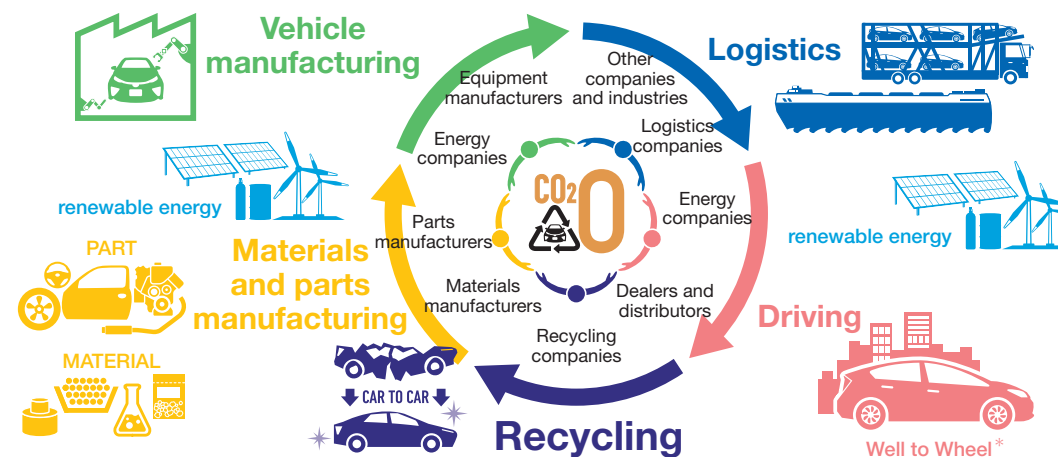 Vehicle
manufacturing
Equipment
manufacturers
Other
companies
and industries
Logistics
Logistics
companies
Energy
companies
CO₂
0
Energy
companies
renewable energy
renewable energy
Parts
manufacturers
PART
Materials
and parts
manufacturing
Materials
manufacturers
Dealers and
distributors
Driving
Recycling
companies
MATERIAL
CAR TO CAR
Recycling
Well to Wheel*